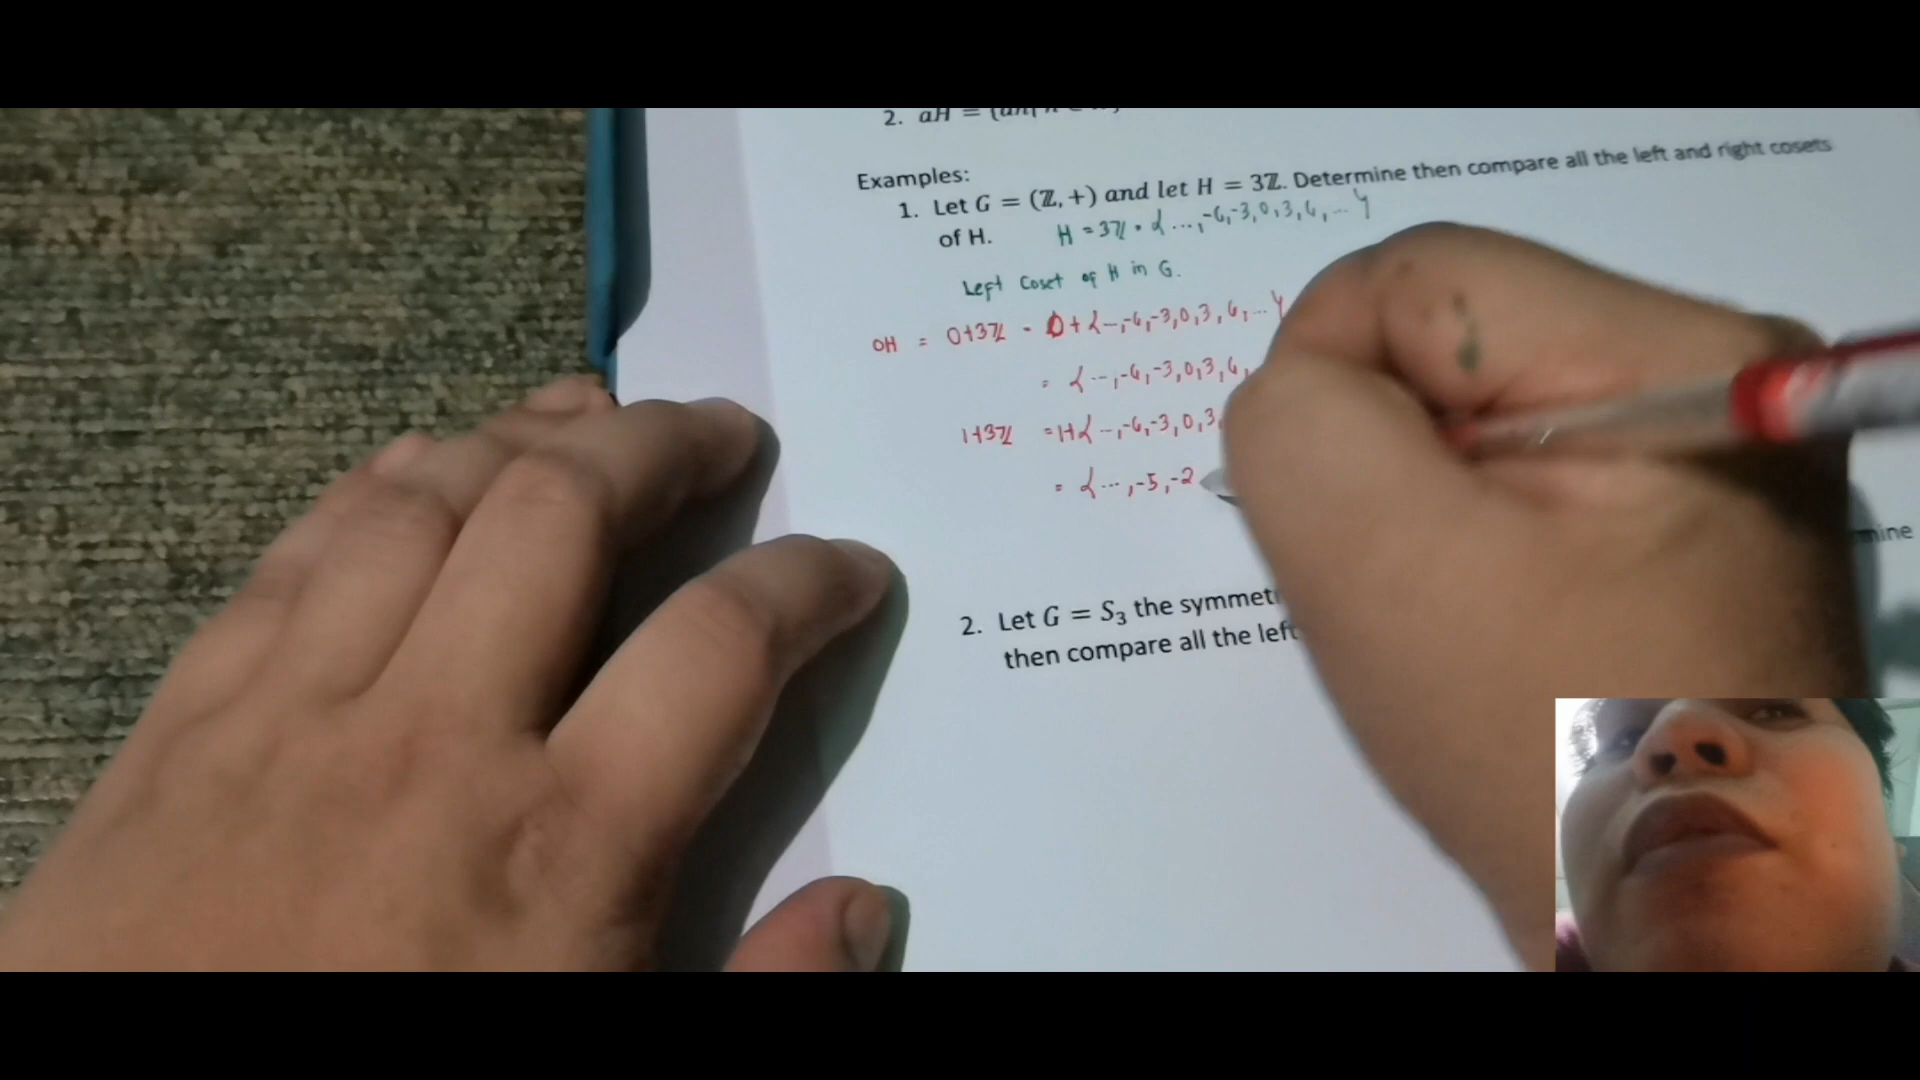 2. aH =
Examples:
1. Let G = (ℤ, +) and let H = 3ℤ. Determine then compare all the left and right cosets
of H. H = 3ℤ = {..., -6, -3, 0, 3, 6, ... }
Left Coset of H in G.
0H = 0+3ℤ = 0+{..., -6, -3, 0, 3, 6, ... }
= {..., -6, -3, 0, 3, 6,
1+3ℤ = 1+{..., -6, -3, 0, 3,
= {..., -5, -2
mine
2. Let G = S₃ the symmet
then compare all the left